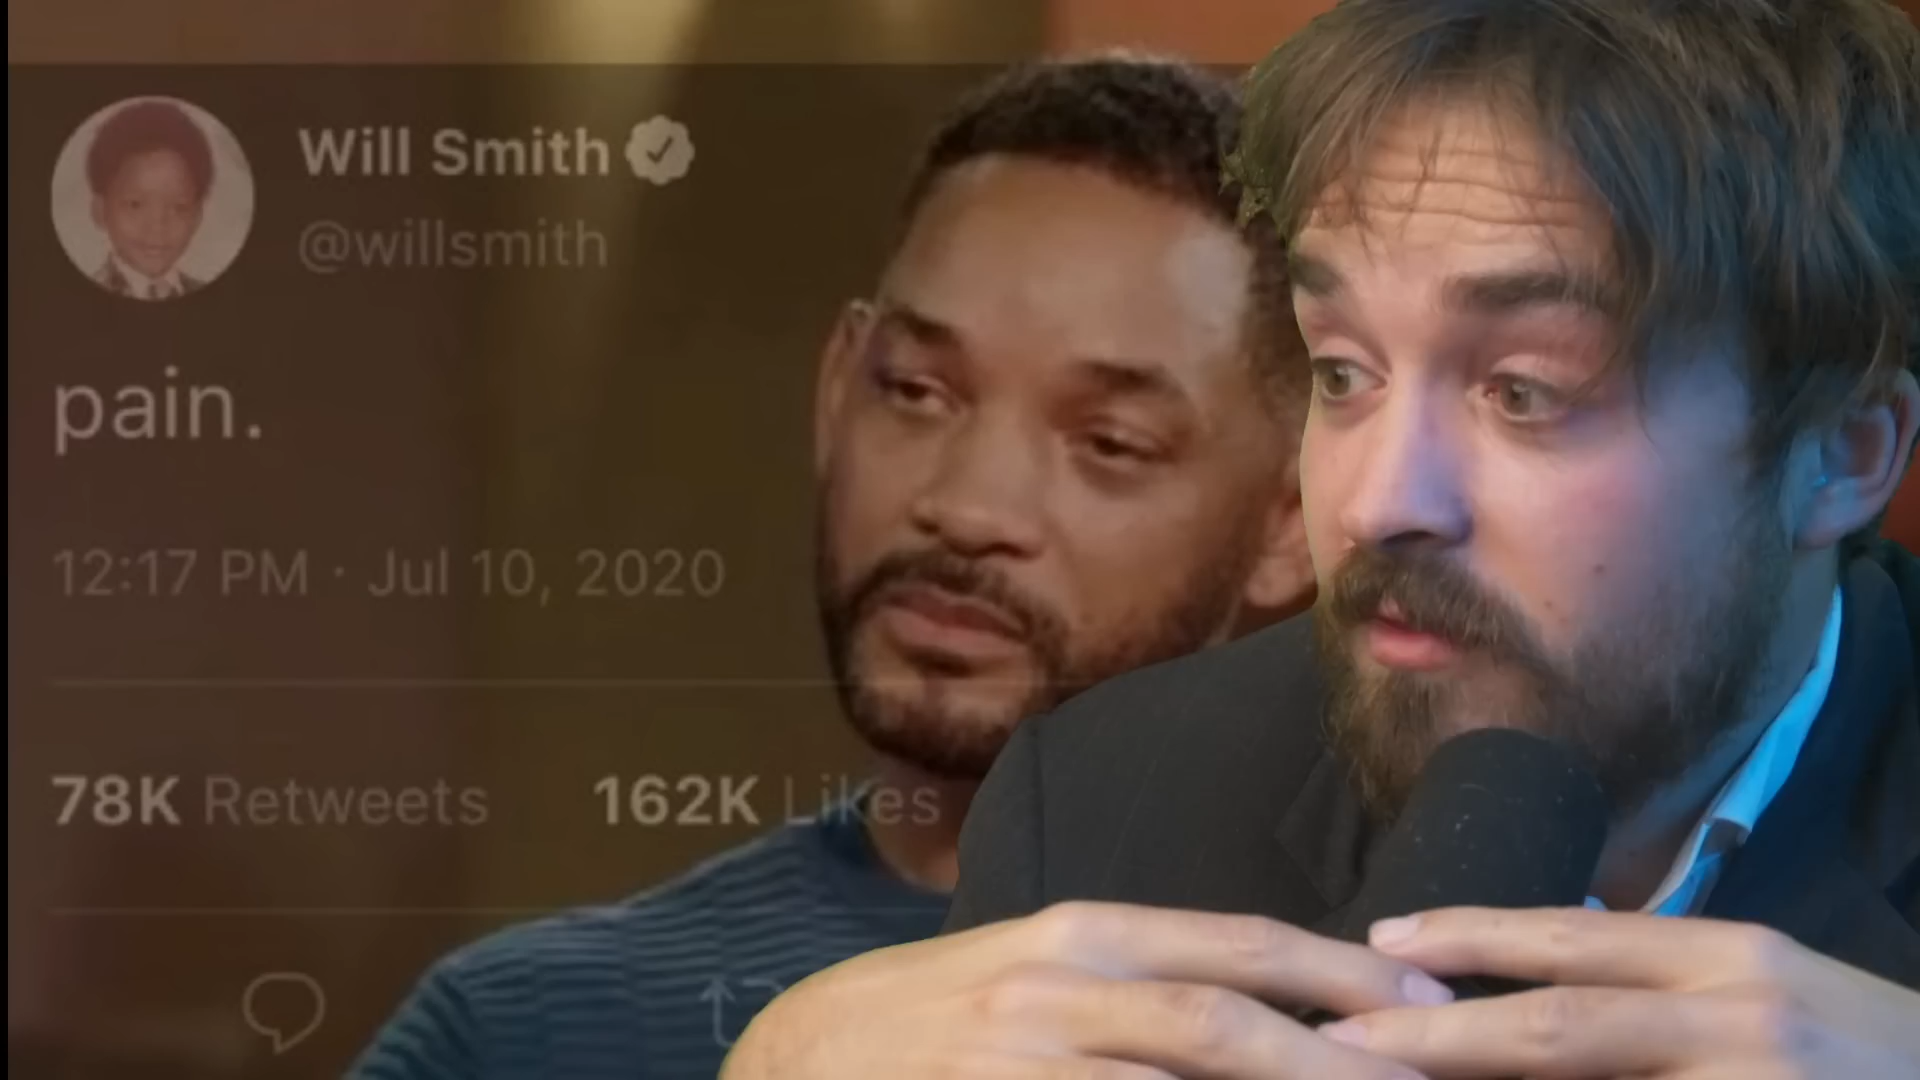 Will Smith
@willsmith
pain.
12:17 PM · Jul 10, 2020
78K Retweets 162K Likes